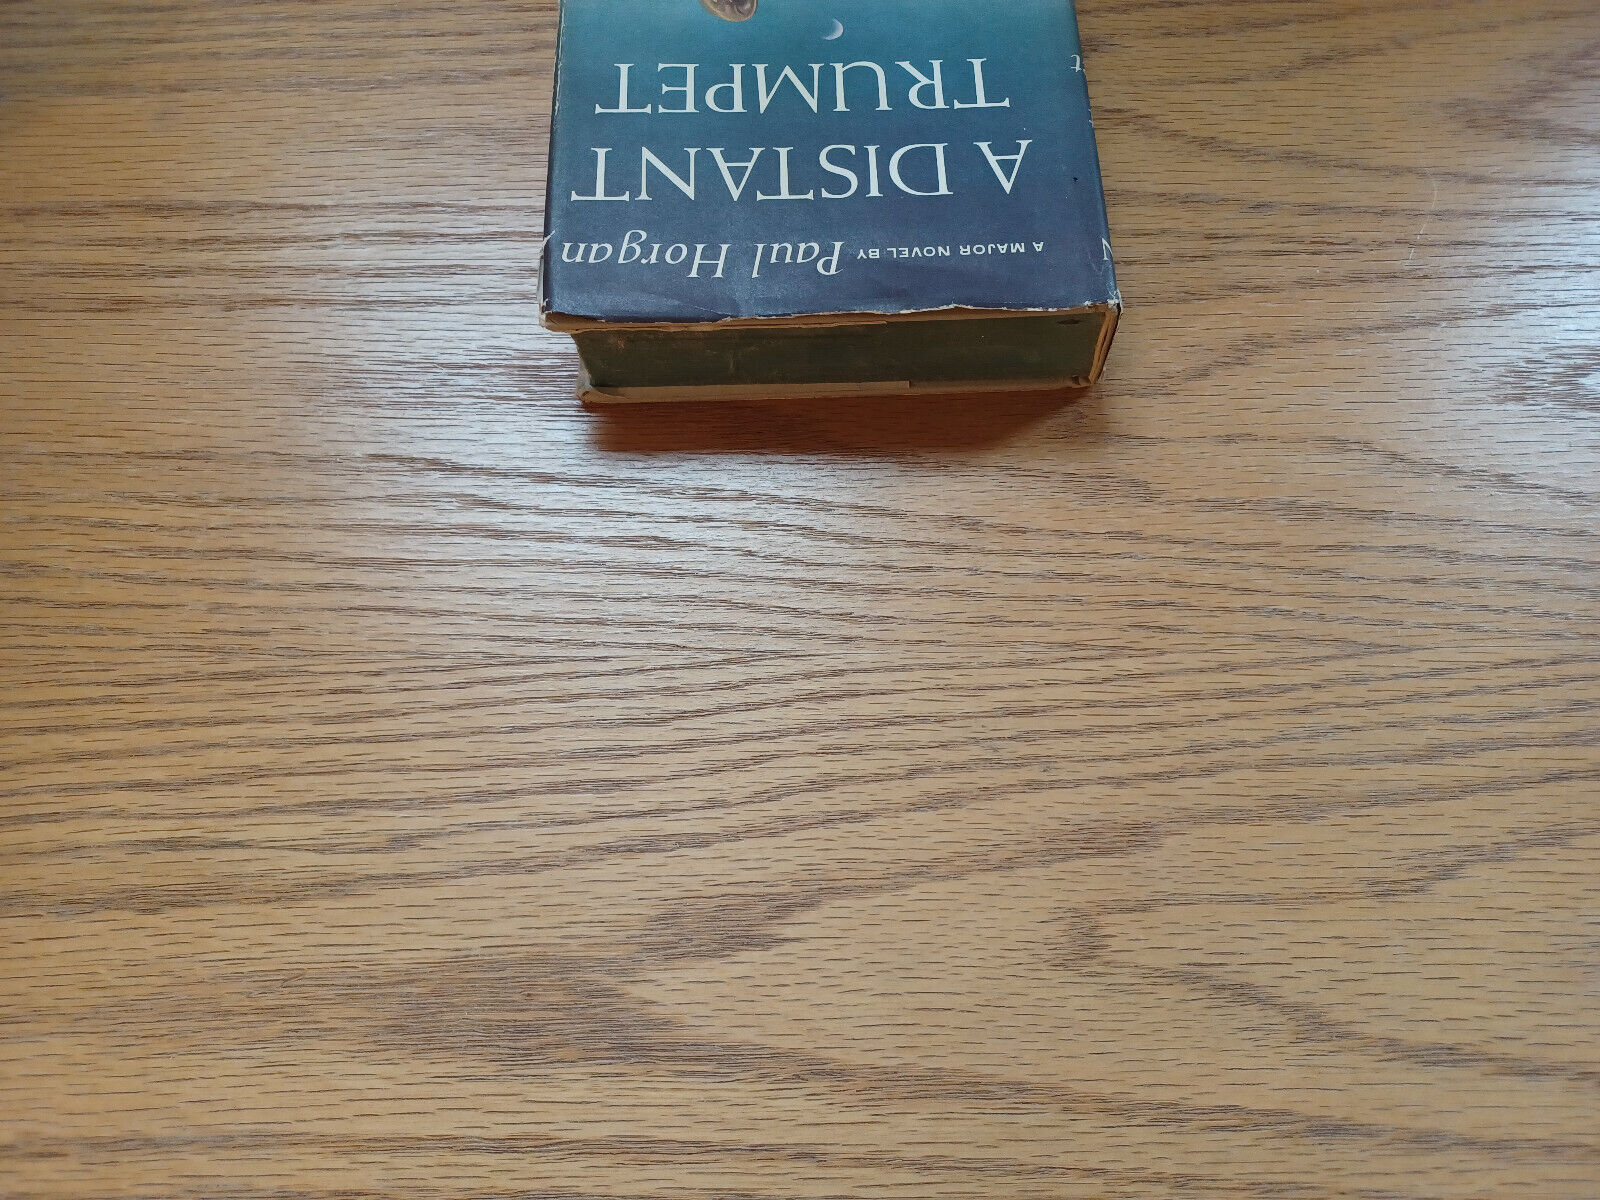 A MAJOR NOVEL BY Paul Horgan
A DISTANT
TRUMPET